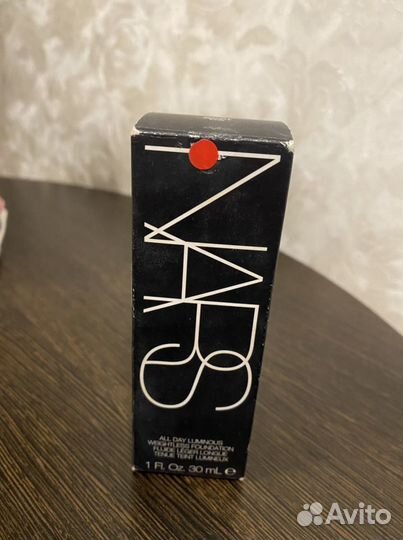 NARS
ALL DAY LUMINOUS
WEIGHTLESS FOUNDATION
FLUIDE LÉGER LONGUE
TENUE TEINT LUMINEUX
1 Fl. Oz. 30 mL ℮
Avito